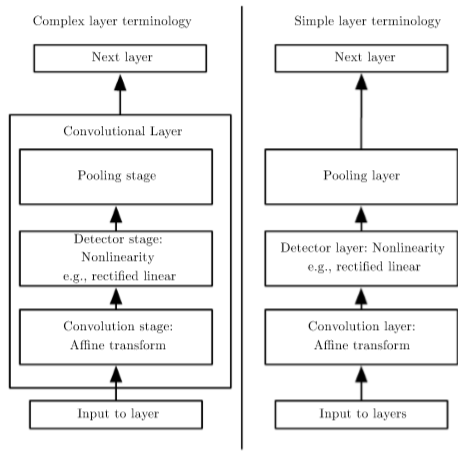 Complex layer terminology
Next layer
Convolutional Layer
Pooling stage
Detector stage:
Nonlinearity
e.g., rectified linear
Convolution stage:
Affine transform
Input to layer
Simple layer terminology
Next layer
Pooling layer
Detector layer: Nonlinearity
e.g., rectified linear
Convolution layer:
Affine transform
Input to layers